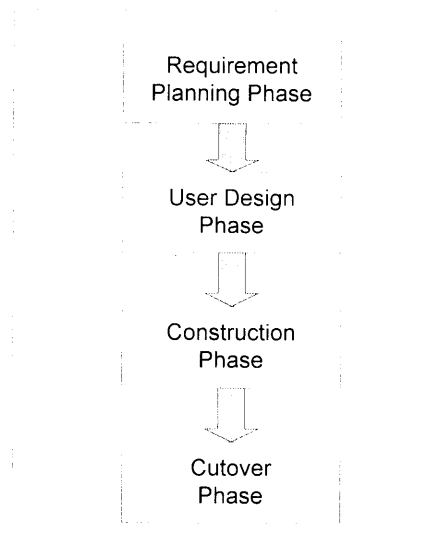 Requirement
Planning Phase
User Design
Phase
Construction
Phase
Cutover
Phase